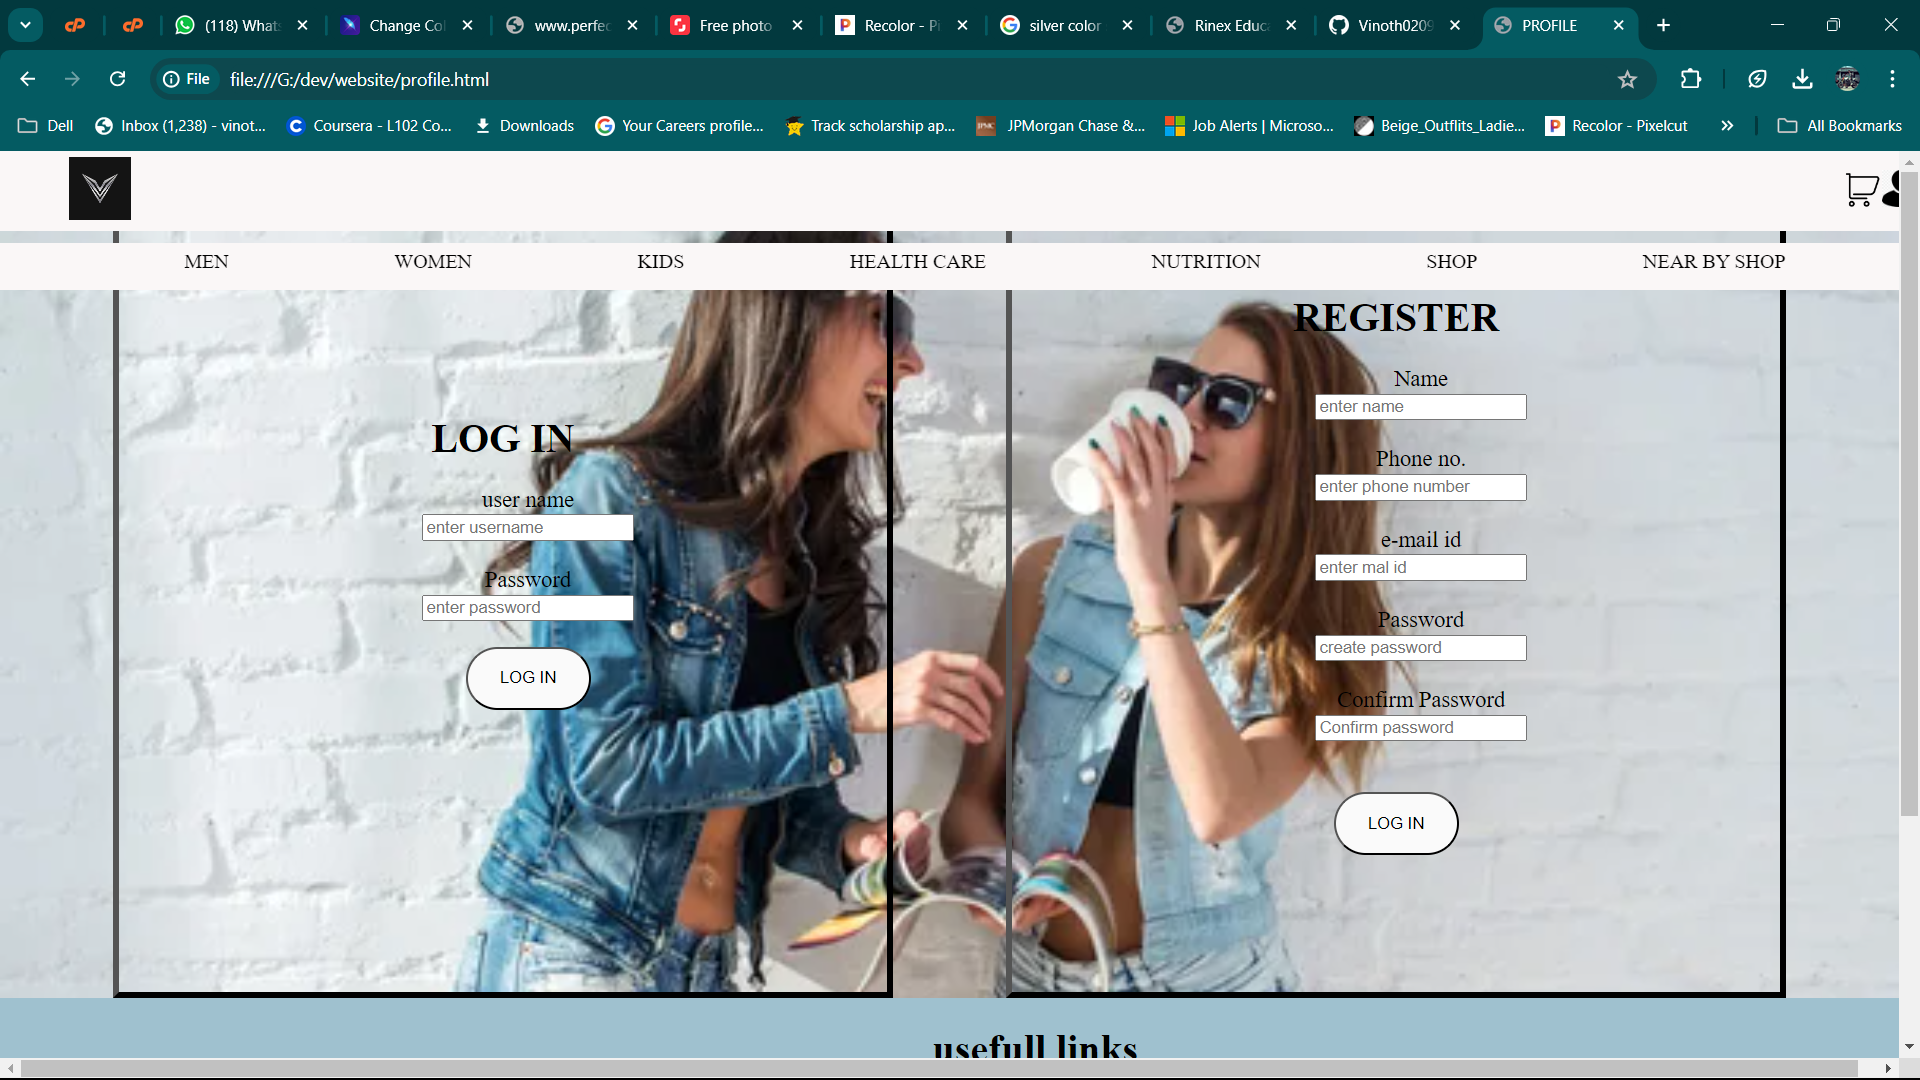 (118) Whats
Change Col
www.perfec
Free photo
Recolor - Pi
silver color
Rinex Educa
Vinoth0209
PROFILE
File file:///G:/dev/website/profile.html
Dell
Inbox (1,238) - vinot...
Coursera - L102 Co...
Downloads
Your Careers profile...
Track scholarship ap...
JPMorgan Chase &...
Job Alerts | Microso...
Beige_Outflits_Ladie...
Recolor - Pixelcut
All Bookmarks
MEN WOMEN KIDS HEALTH CARE NUTRITION SHOP NEAR BY SHOP
LOG IN
user name
enter username
Password
enter password
LOG IN
REGISTER
Name
enter name
Phone no.
enter phone number
e-mail id
enter mal id
Password
create password
Confirm Password
Confirm password
LOG IN
usefull links